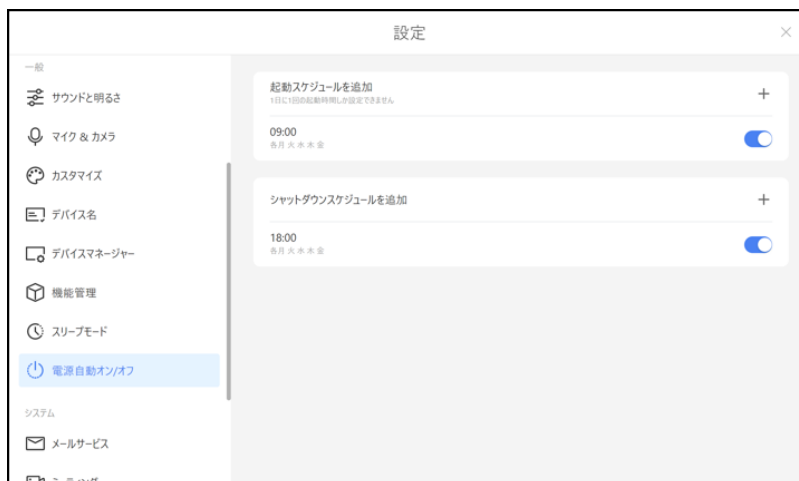 設定
一般
サウンドと明るさ
マイク & カメラ
カスタマイズ
デバイス名
デバイスマネージャー
機能管理
スリープモード
電源自動オン/オフ
システム
メールサービス
起動スケジュールを追加
1日に1回の起動時間しか設定できません
09:00
各月 火 水 木 金
シャットダウンスケジュールを追加
18:00
各月 火 水 木 金